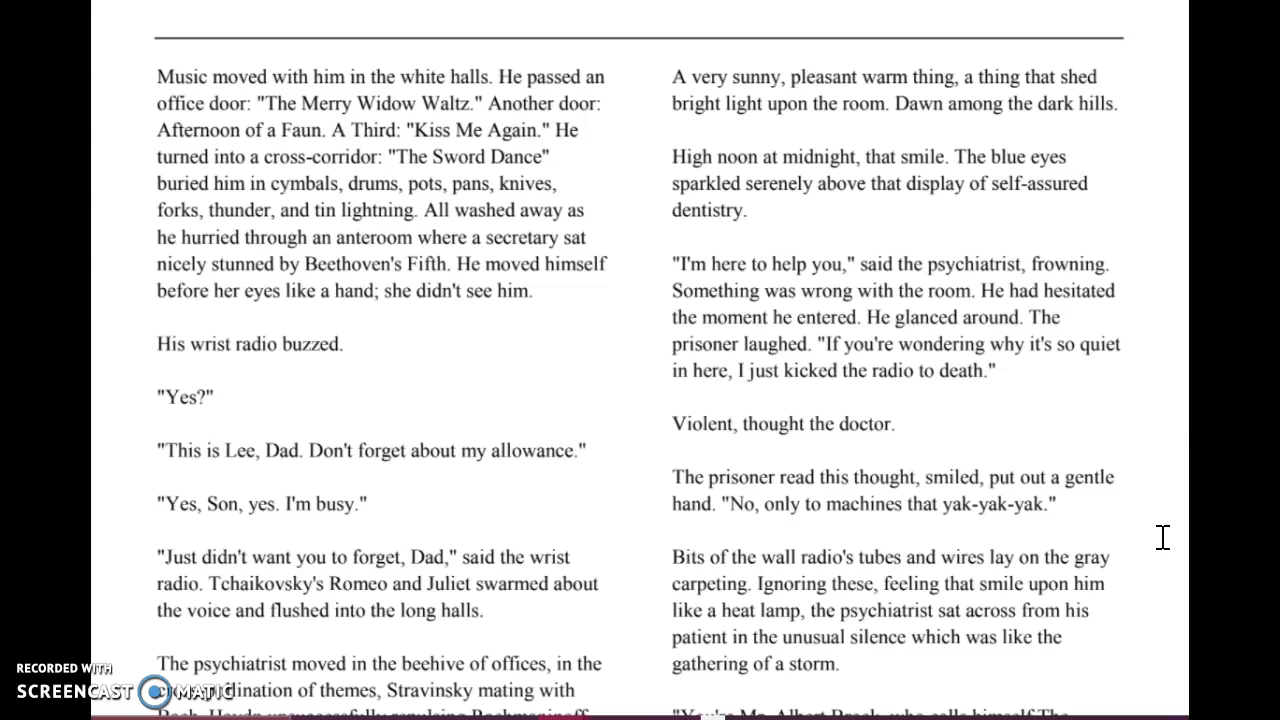 Music moved with him in the white halls. He passed an
office door: "The Merry Widow Waltz." Another door:
Afternoon of a Faun. A Third: "Kiss Me Again." He
turned into a cross-corridor: "The Sword Dance"
buried him in cymbals, drums, pots, pans, knives,
forks, thunder, and tin lightning. All washed away as
he hurried through an anteroom where a secretary sat
nicely stunned by Beethoven's Fifth. He moved himself
before her eyes like a hand; she didn't see him.
His wrist radio buzzed.
"Yes?"
"This is Lee, Dad. Don't forget about my allowance."
"Yes, Son, yes. I'm busy."
"Just didn't want you to forget, Dad," said the wrist
radio. Tchaikovsky's Romeo and Juliet swarmed about
the voice and flushed into the long halls.
The psychiatrist moved in the beehive of offices, in the
of themes, Stravinsky mating with
A very sunny, pleasant warm thing, a thing that shed
bright light upon the room. Dawn among the dark hills.
High noon at midnight, that smile. The blue eyes
sparkled serenely above that display of self-assured
dentistry.
"I'm here to help you," said the psychiatrist, frowning.
Something was wrong with the room. He had hesitated
the moment he entered. He glanced around. The
prisoner laughed. "If you're wondering why it's so quiet
in here, I just kicked the radio to death."
Violent, thought the doctor.
The prisoner read this thought, smiled, put out a gentle
hand. "No, only to machines that yak-yak-yak."
Bits of the wall radio's tubes and wires lay on the gray
carpeting. Ignoring these, feeling that smile upon him
like a heat lamp, the psychiatrist sat across from his
patient in the unusual silence which was like the
gathering of a storm.
RECORDED WITH
SCREENCAST MATIC